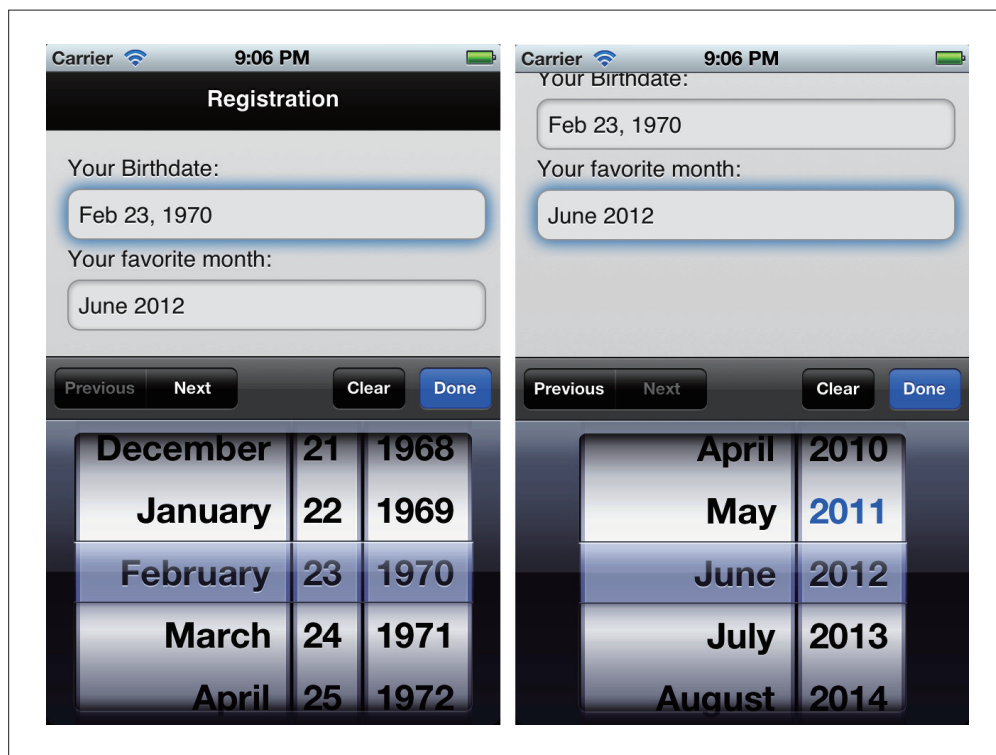 Carrier 9:06 PM
Registration
Your Birthdate:
Feb 23, 1970
Your favorite month:
June 2012
Previous Next Clear Done
December 21 1968
January 22 1969
February 23 1970
March 24 1971
April 25 1972
Carrier 9:06 PM
Your Birthdate:
Feb 23, 1970
Your favorite month:
June 2012
Previous Next Clear Done
April 2010
May 2011
June 2012
July 2013
August 2014